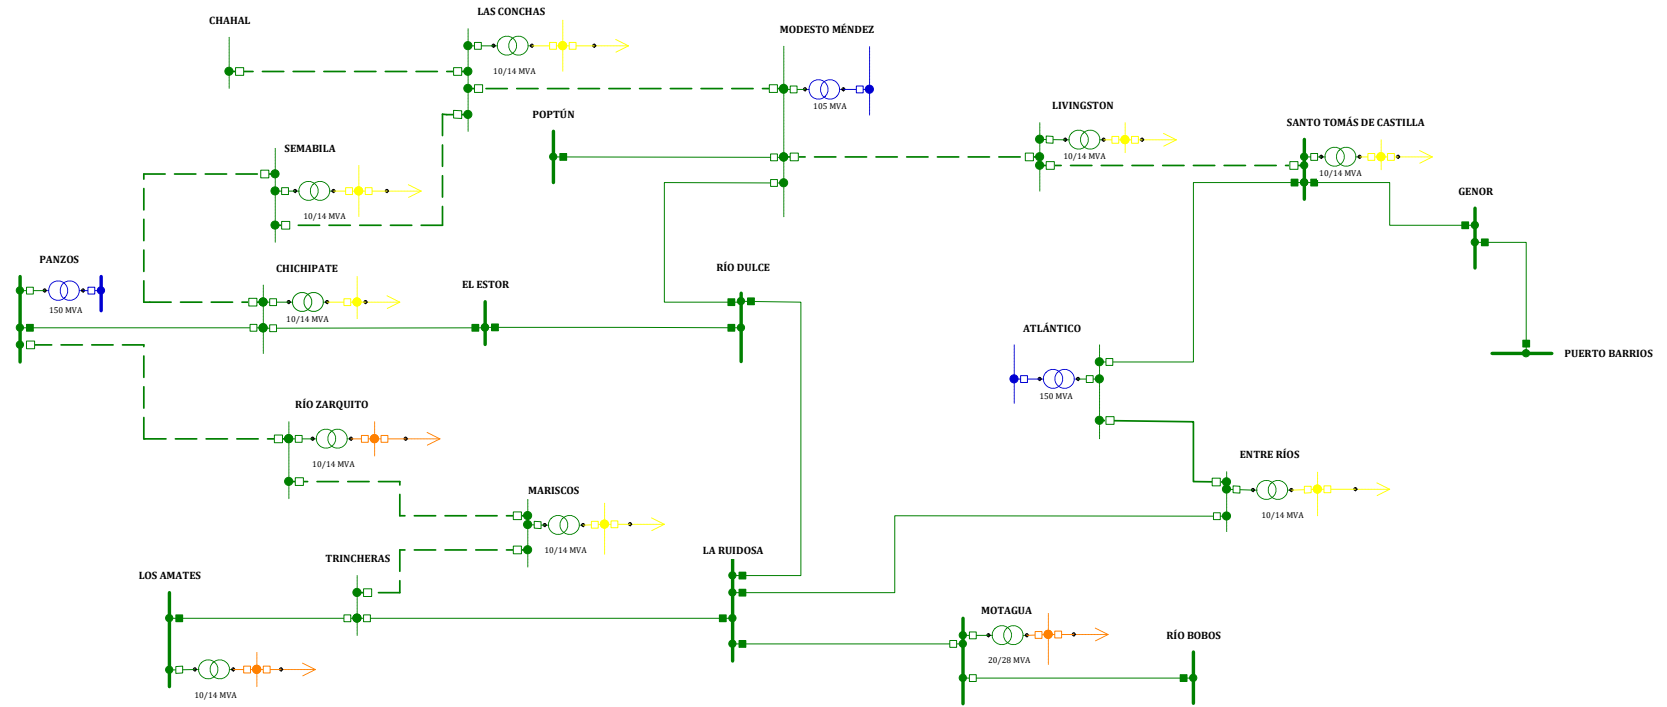 LAS CONCHAS
CHAHAL
MODESTO MÉNDEZ
10/14 MVA
105 MVA
LIVINGSTON
POPTÚN
SANTO TOMÁS DE CASTILLA
SEMABILA
10/14 MVA
10/14 MVA
GENOR
10/14 MVA
PANZOS
CHICHIPATE
RÍO DULCE
EL ESTOR
150 MVA
10/14 MVA
ATLÁNTICO
PUERTO BARRIOS
150 MVA
RÍO ZARQUITO
ENTRE RÍOS
10/14 MVA
MARISCOS
10/14 MVA
10/14 MVA
LA RUIDOSA
TRINCHERAS
LOS AMATES
MOTAGUA
RÍO BOBOS
20/28 MVA
10/14 MVA